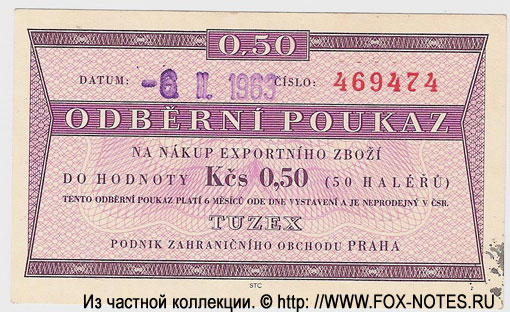 0,50
DATUM: -6 II. 1963 ČÍSLO: 469474
ODBĚRNÍ POUKAZ
NA NÁKUP EXPORTNÍHO ZBOŽÍ
DO HODNOTY Kčs 0,50 (50 HALÉŘŮ)
TENTO ODBĚRNÍ POUKAZ PLATÍ 6 MĚSÍCŮ ODE DNE VYSTAVENÍ A JE NEPRODEJNÝ V ČSR.
TUZEX
PODNIK ZAHRANIČNÍHO OBCHODU PRAHA
STC
Из частной коллекции. © http: //WWW.FOX-NOTES.RU